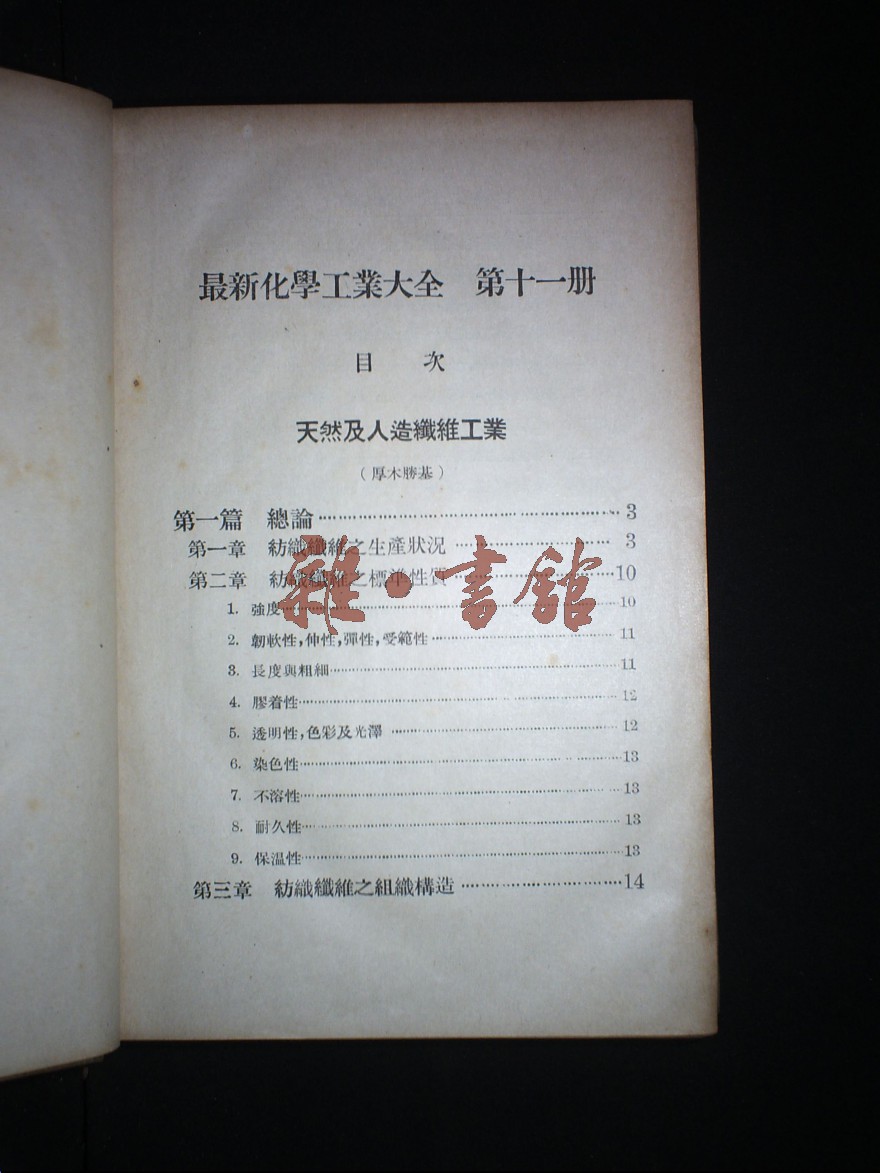 最新化學工業大全　第十一册
目　次
天然及人造纖維工業
（厚木勝基）
第一篇　總論……3
第一章　紡織纖維之生產狀況……3
第二章　紡織纖維之標準性質……10
1. 強度……10
2. 韌軟性，伸性，彈性，受範性……11
3. 長度與粗細……11
4. 膠着性……12
5. 透明性，色彩及光澤……12
6. 染色性……13
7. 不溶性……13
8. 耐久性……13
9. 保温性……13
第三章　紡織纖維之組織構造……14
雜·書館